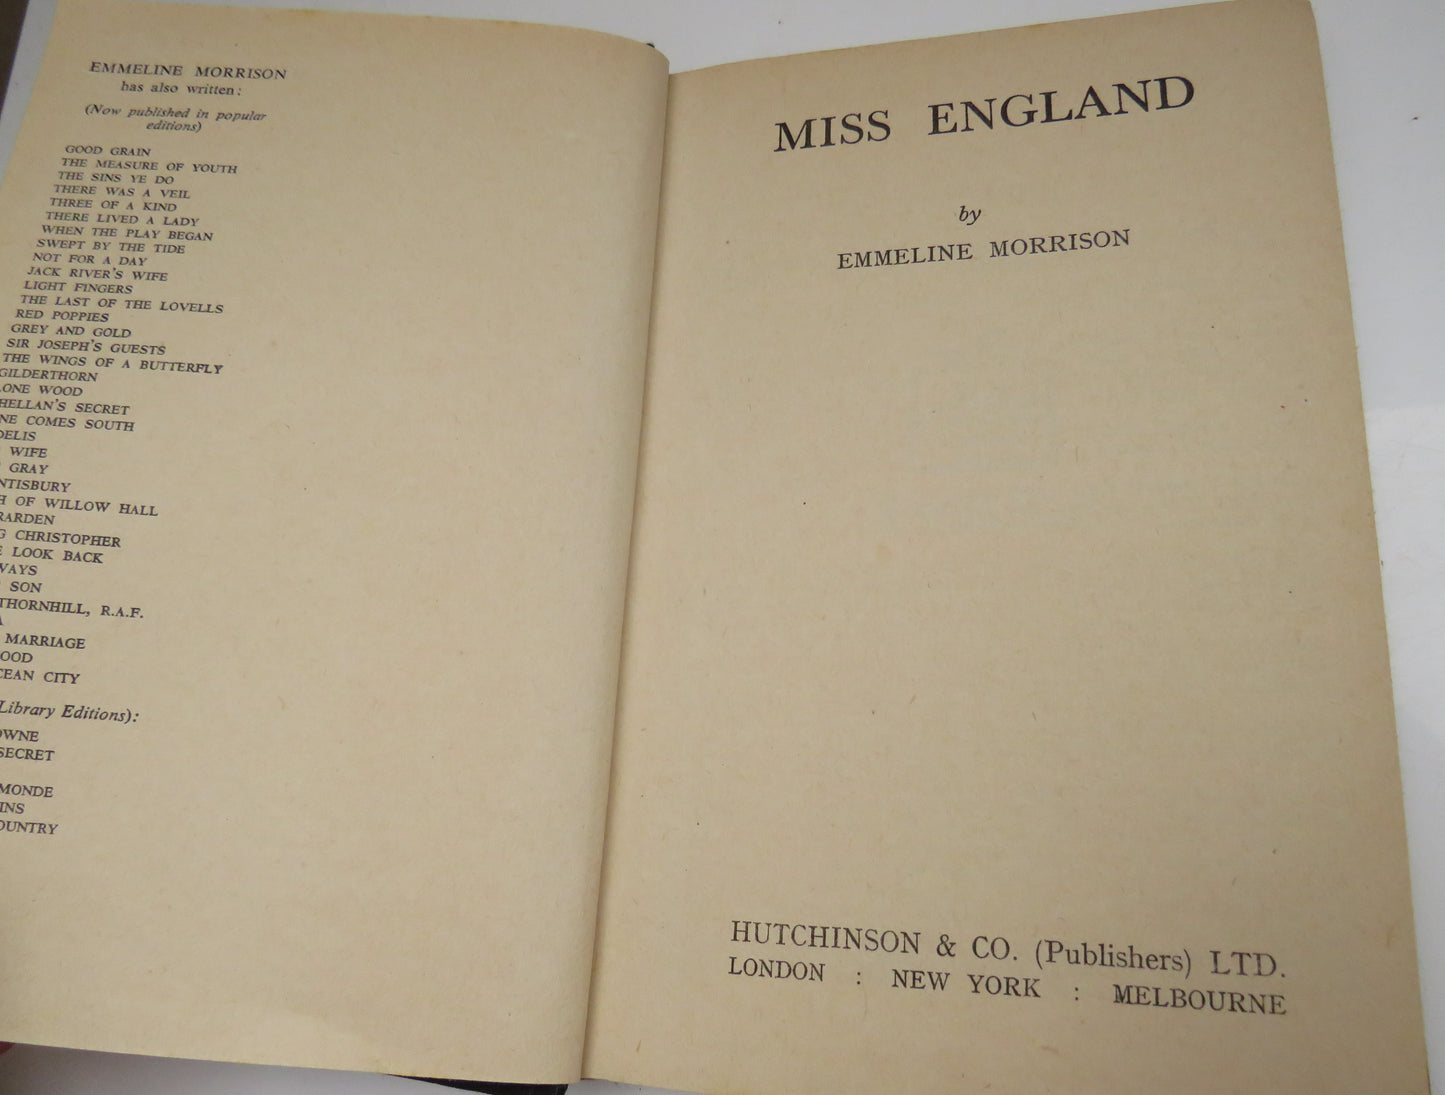 EMMELINE MORRISON
has also written:
(Now published in popular
editions)
GOOD GRAIN
THE MEASURE OF YOUTH
THE SINS YE DO
THERE WAS A VEIL
THREE OF A KIND
THERE LIVED A LADY
WHEN THE PLAY BEGAN
SWEPT BY THE TIDE
NOT FOR A DAY
JACK RIVER'S WIFE
LIGHT FINGERS
THE LAST OF THE LOVELLS
RED POPPIES
GREY AND GOLD
SIR JOSEPH'S GUESTS
THE WINGS OF A BUTTERFLY
GILDERTHORN
LONE WOOD
HELLAN'S SECRET
NE COMES SOUTH
DELIS
WIFE
GRAY
NTISBURY
H OF WILLOW HALL
RARDEN
G CHRISTOPHER
E LOOK BACK
WAYS
SON
THORNHILL, R.A.F.
A
MARRIAGE
OOD
CEAN CITY
Library Editions):
OWNE
SECRET
MONDE
INS
OUNTRY
MISS ENGLAND
by
EMMELINE MORRISON
HUTCHINSON & CO. (Publishers) LTD.
LONDON : NEW YORK : MELBOURNE